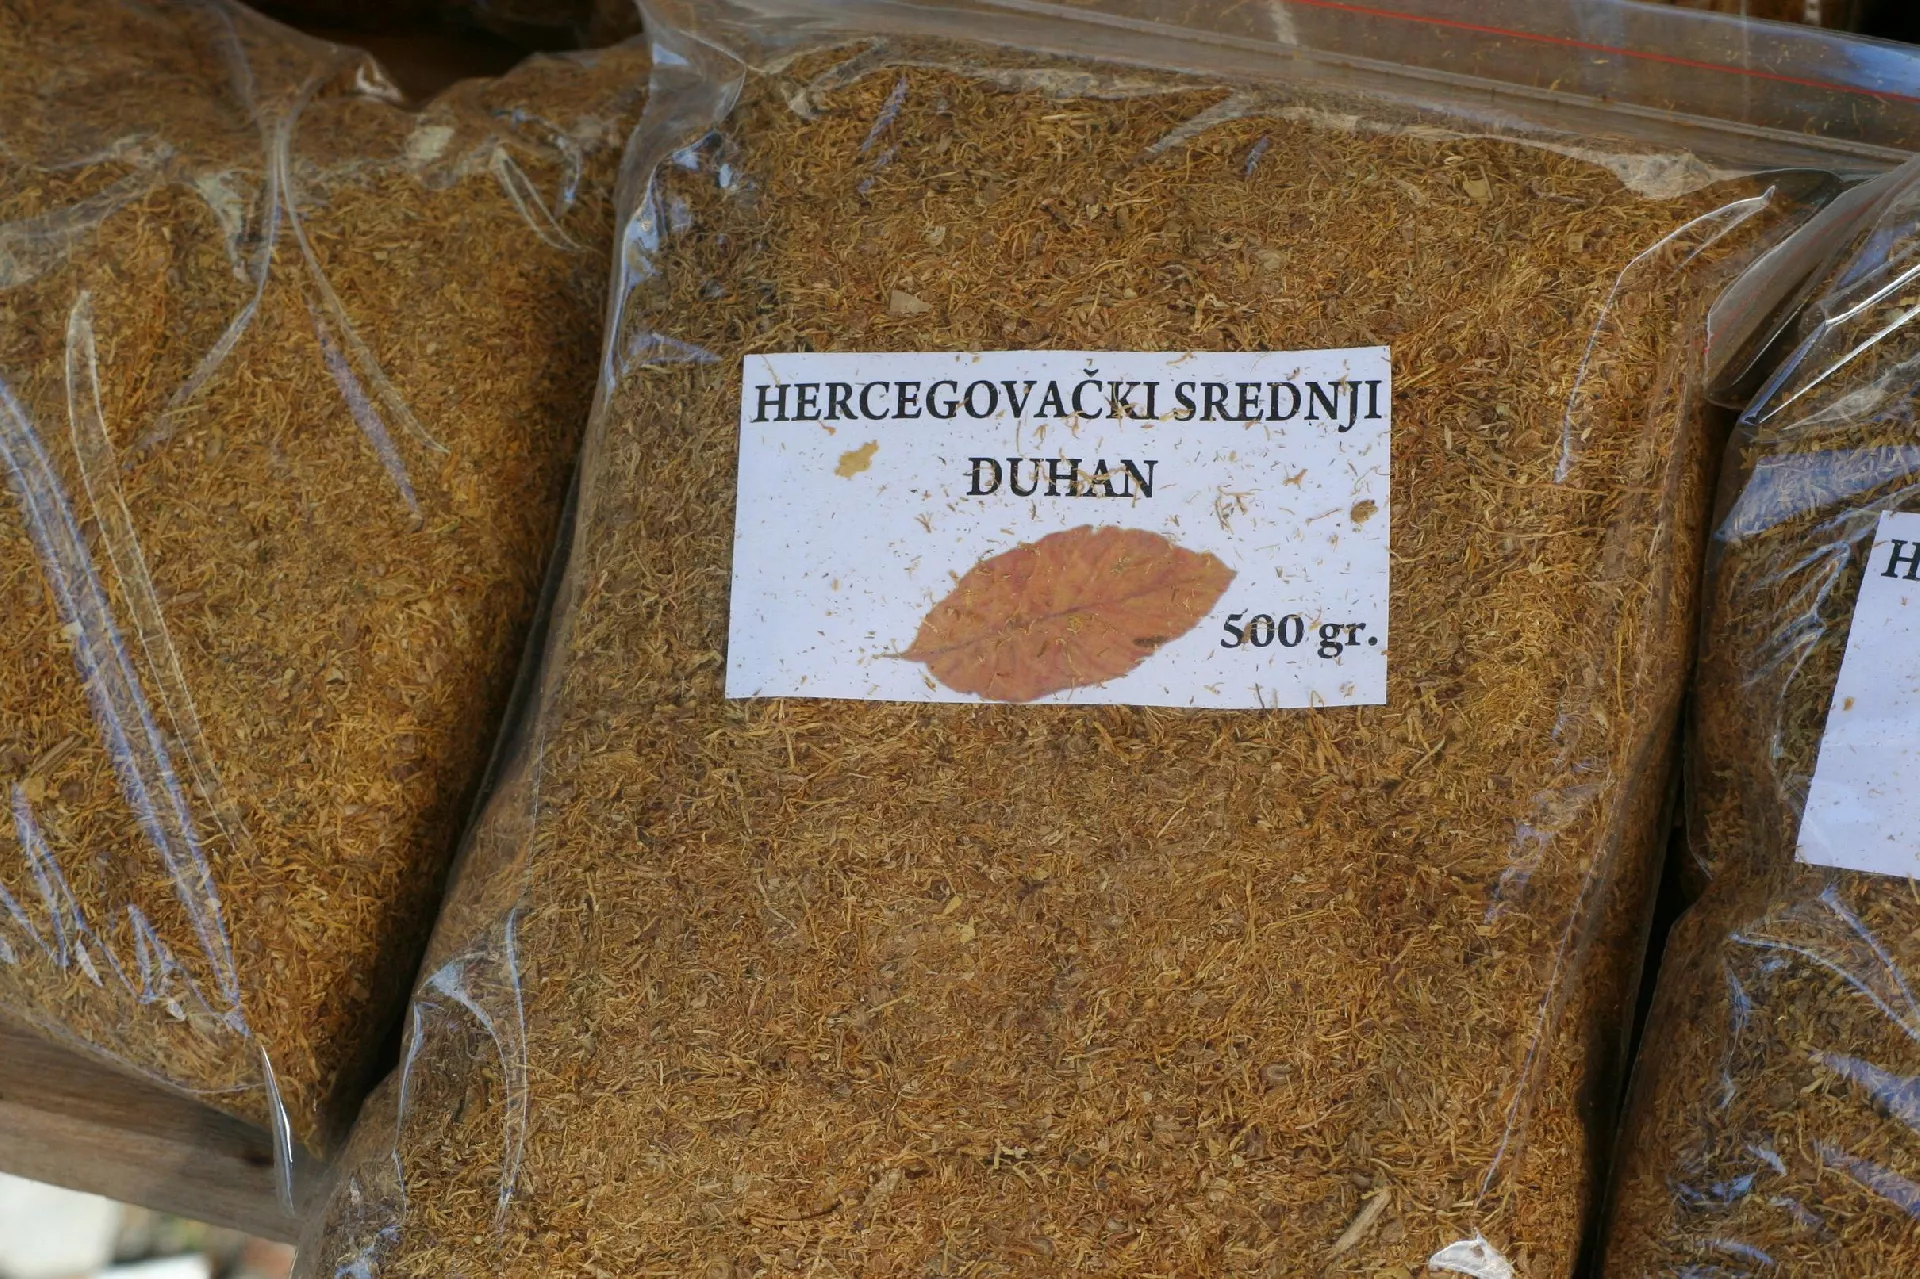 HERCEGOVAČKI SREDNJI
DUHAN
500 gr.
H